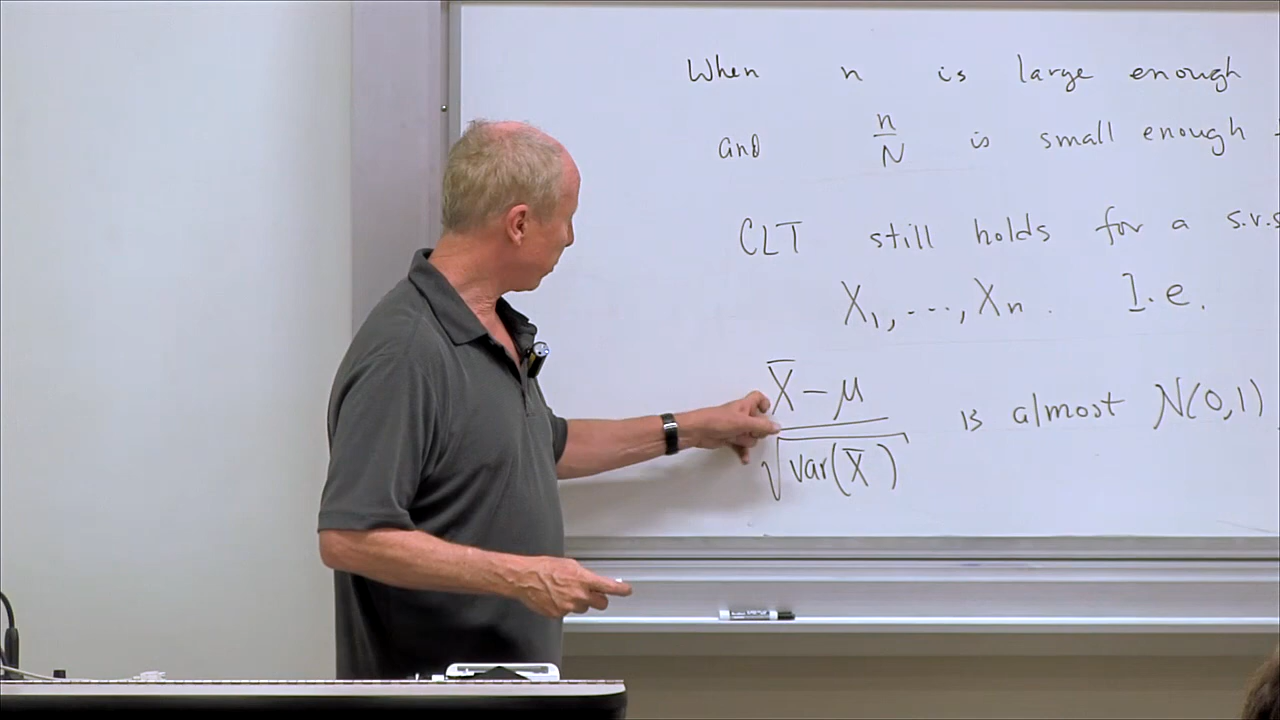 When n is large enough
and n/N is small enough
CLT still holds for a s.r.s
X₁, ..., Xₙ. I.e.
(X̄ − μ)/√var(X̄) is almost N(0,1)